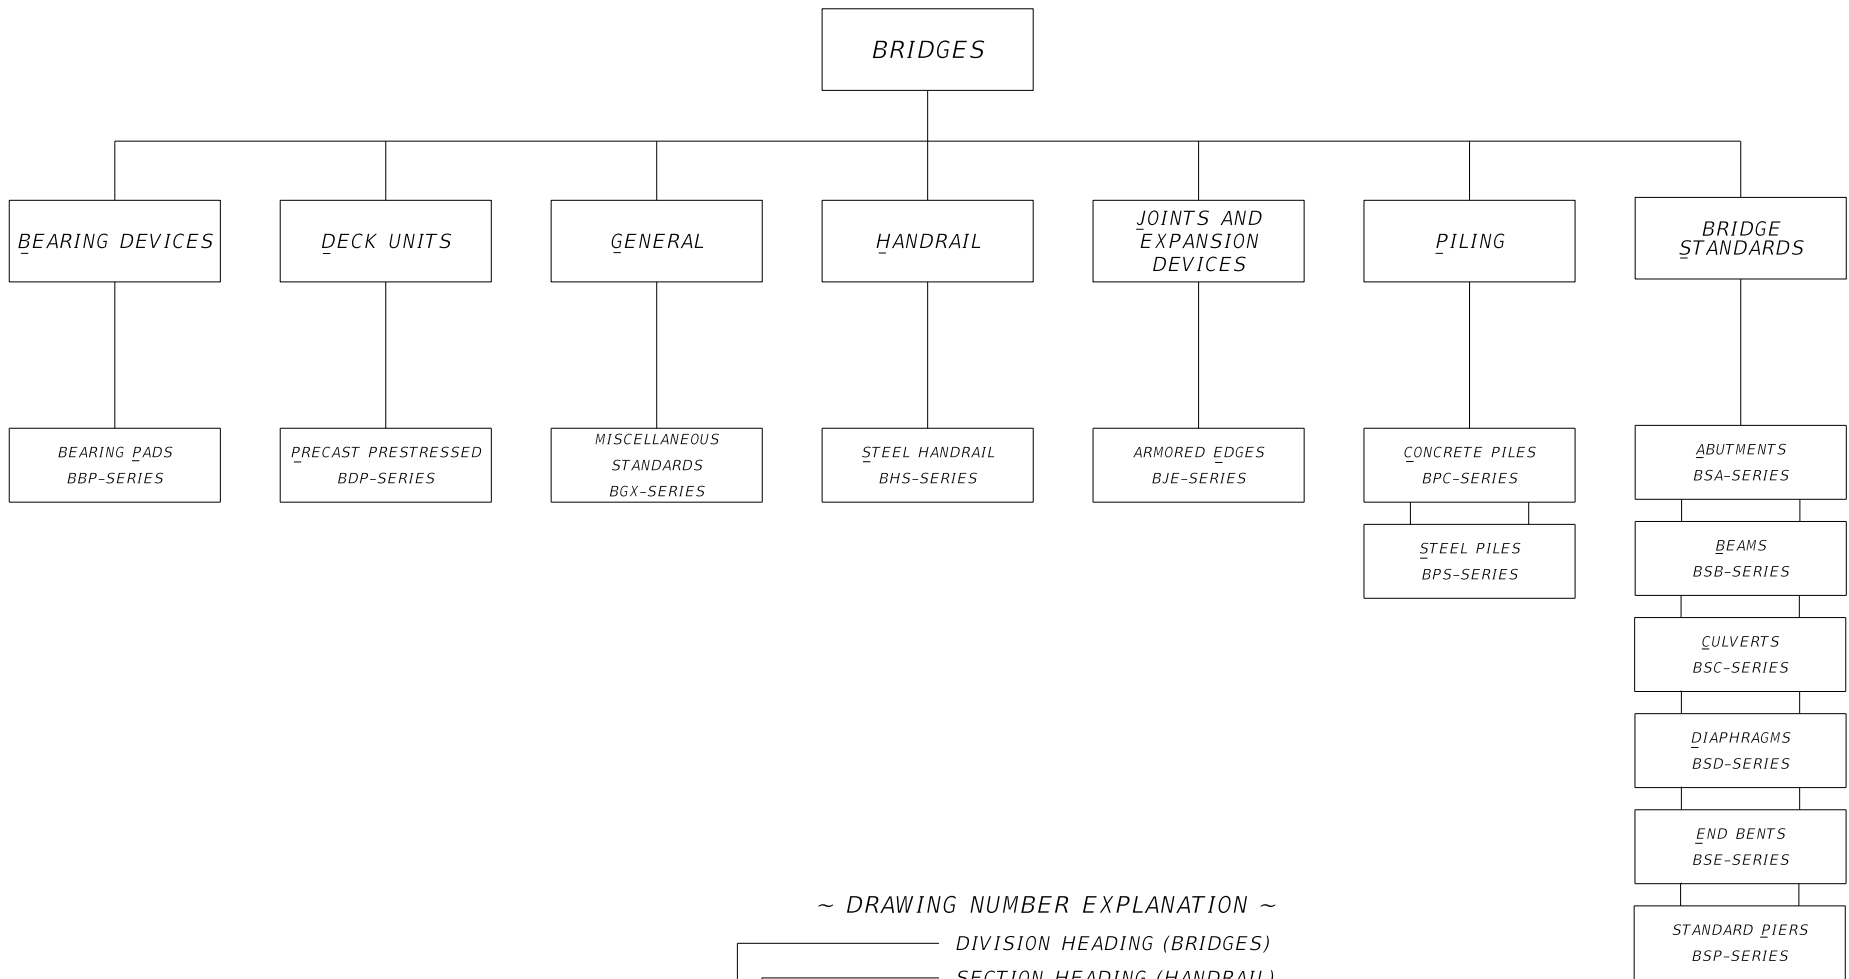 BRIDGES
BEARING DEVICES
DECK UNITS
GENERAL
HANDRAIL
JOINTS AND
EXPANSION
DEVICES
PILING
BRIDGE
STANDARDS
BEARING PADS
BBP-SERIES
PRECAST PRESTRESSED
BDP-SERIES
MISCELLANEOUS
STANDARDS
BGX-SERIES
STEEL HANDRAIL
BHS-SERIES
ARMORED EDGES
BJE-SERIES
CONCRETE PILES
BPC-SERIES
STEEL PILES
BPS-SERIES
ABUTMENTS
BSA-SERIES
BEAMS
BSB-SERIES
CULVERTS
BSC-SERIES
DIAPHRAGMS
BSD-SERIES
END BENTS
BSE-SERIES
STANDARD PIERS
BSP-SERIES
~ DRAWING NUMBER EXPLANATION ~
DIVISION HEADING (BRIDGES)
SECTION HEADING (HANDRAIL)